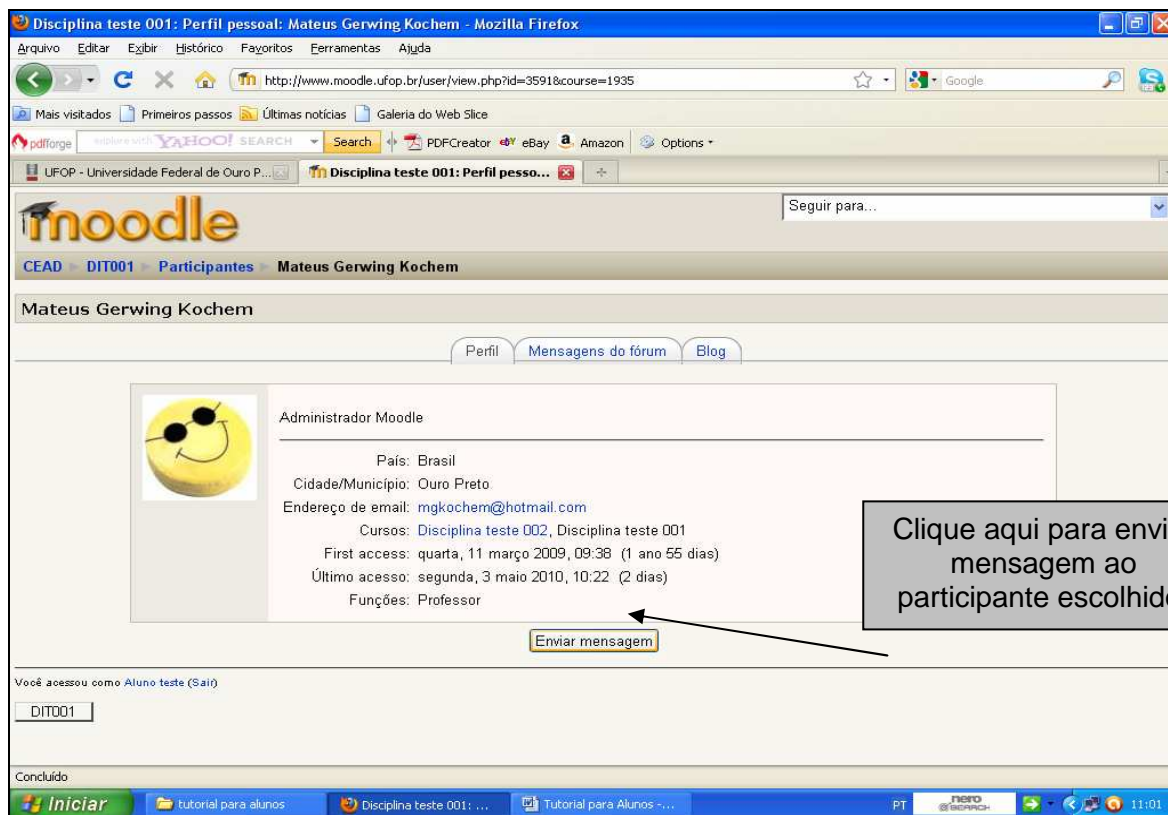 Disciplina teste 001: Perfil pessoal: Mateus Gerwing Kochem - Mozilla Firefox
Arquivo Editar Exibir Histórico Favoritos Ferramentas Ajuda
http://www.moodle.ufop.br/user/view.php?id=3591&course=1935
Google
Mais visitados Primeiros passos Últimas notícias Galeria do Web Slice
pdfforge YAHOO! SEARCH Search PDFCreator eBay Amazon Options
UFOP - Universidade Federal de Ouro P... Disciplina teste 001: Perfil pesso...
moodle
Seguir para...
CEAD DIT001 Participantes Mateus Gerwing Kochem
Mateus Gerwing Kochem
Perfil Mensagens do fórum Blog
Administrador Moodle
País: Brasil
Cidade/Município: Ouro Preto
Endereço de email: mgkochem@hotmail.com
Cursos: Disciplina teste 002, Disciplina teste 001
First access: quarta, 11 março 2009, 09:38 (1 ano 55 dias)
Último acesso: segunda, 3 maio 2010, 10:22 (2 dias)
Funções: Professor
Clique aqui para envi
mensagem ao
participante escolhid
Enviar mensagem
Você acessou como Aluno teste (Sair)
DIT001
Concluído
Iniciar tutorial para alunos Disciplina teste 001: ... Tutorial para Alunos -... PT nero SEARCH 11:01